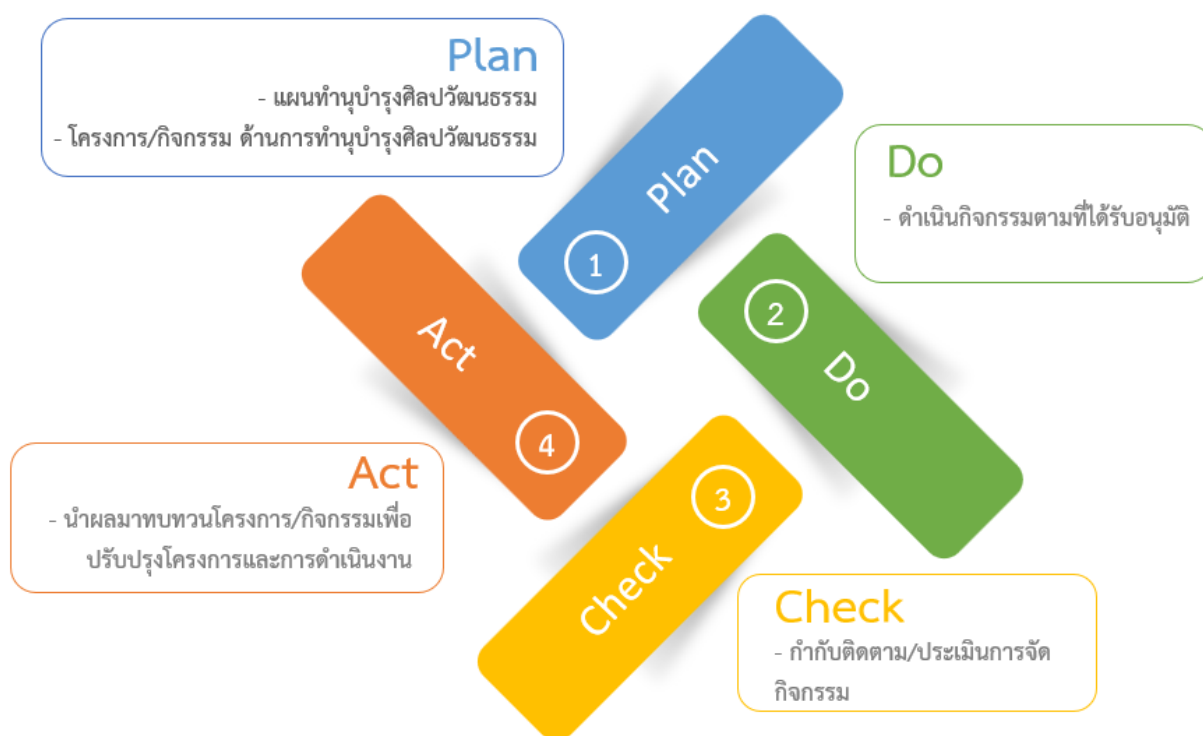 Plan
- แผนทำนุบำรุงศิลปวัฒนธรรม
- โครงการ/กิจกรรม ด้านการทำนุบำรุงศิลปวัฒนธรรม
Plan
1
Do
- ดำเนินกิจกรรมตามที่ได้รับอนุมัติ
2
Do
Act
4
Act
- นำผลมาทบทวนโครงการ/กิจกรรมเพื่อ
ปรับปรุงโครงการและการดำเนินงาน
3
Check
Check
- กำกับติดตาม/ประเมินการจัด
กิจกรรม